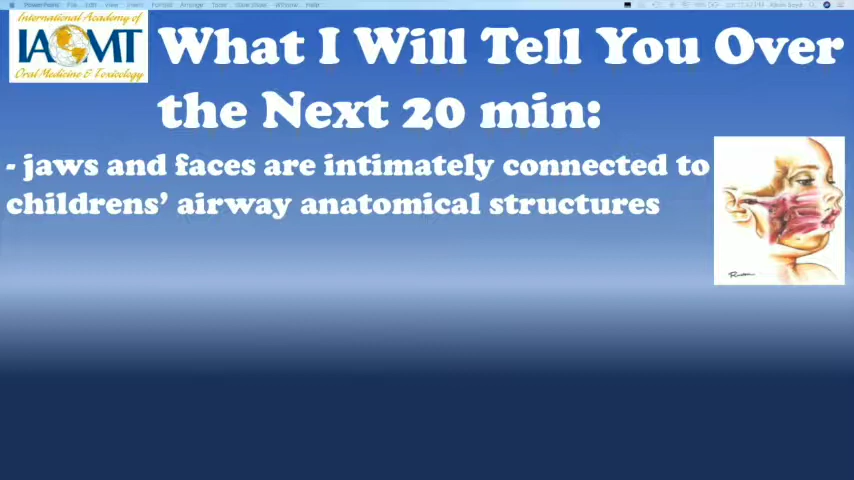 International Academy of
IAOMT
Oral Medicine & Toxicology
What I Will Tell You Over
the Next 20 min:
- jaws and faces are intimately connected to
childrens' airway anatomical structures